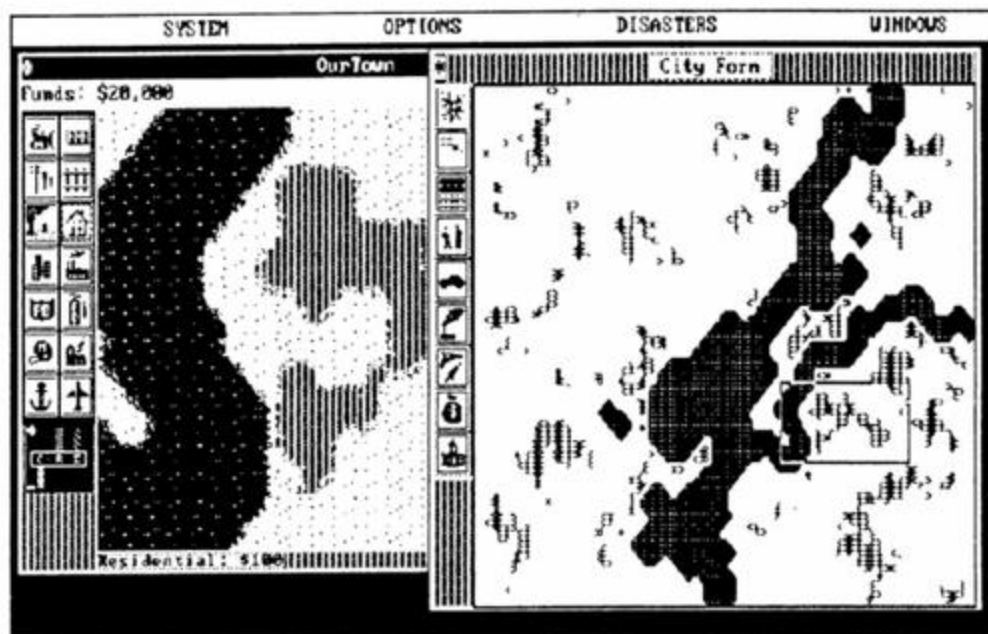 SYSTEM OPTIONS DISASTERS WINDOWS
OurTown
City Form
Funds: $20,000
Residential: $100